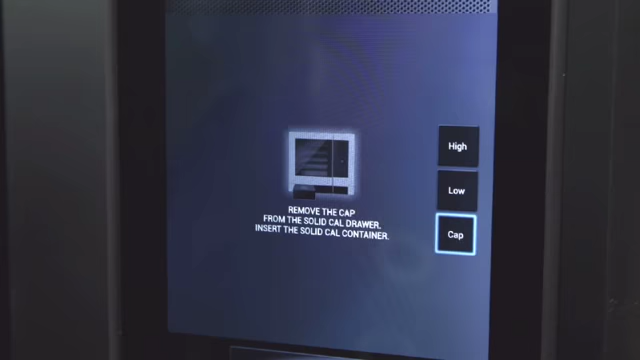 REMOVE THE CAP
FROM THE SOLID CAL DRAWER,
INSERT THE SOLID CAL CONTAINER.
High
Low
Cap